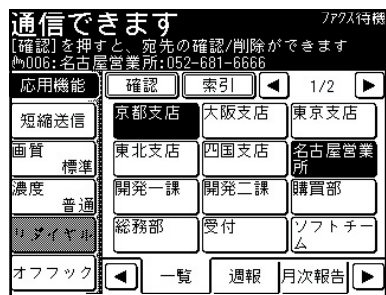 通信できます
ファクス待機
[確認]を押すと、宛先の確認/削除ができます
006:名古屋営業所:052-681-6666
応用機能
確認
索引
1/2
短縮送信
京都支店
大阪支店
東京支店
画質
標準
東北支店
四国支店
名古屋営業
所
濃度
普通
開発一課
開発二課
購買部
リダイヤル
総務部
受付
ソフトチー
ム
オフフック
一覧
週報
月次報告